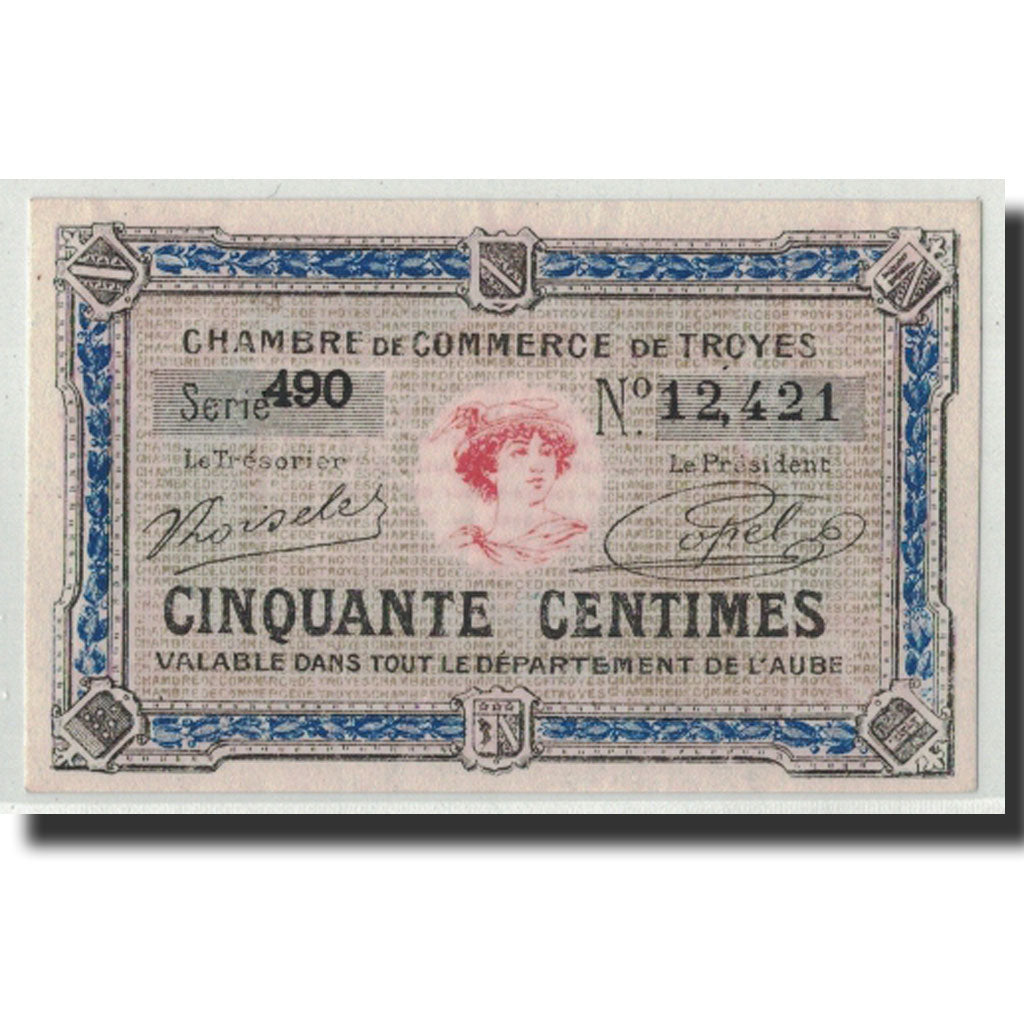 CHAMBRE DE COMMERCE DE TROYES
Serie 490 Nº. 12,421
Le Trésorier Le Président
CINQUANTE CENTIMES
VALABLE DANS TOUT LE DÉPARTEMENT DE L'AUBE